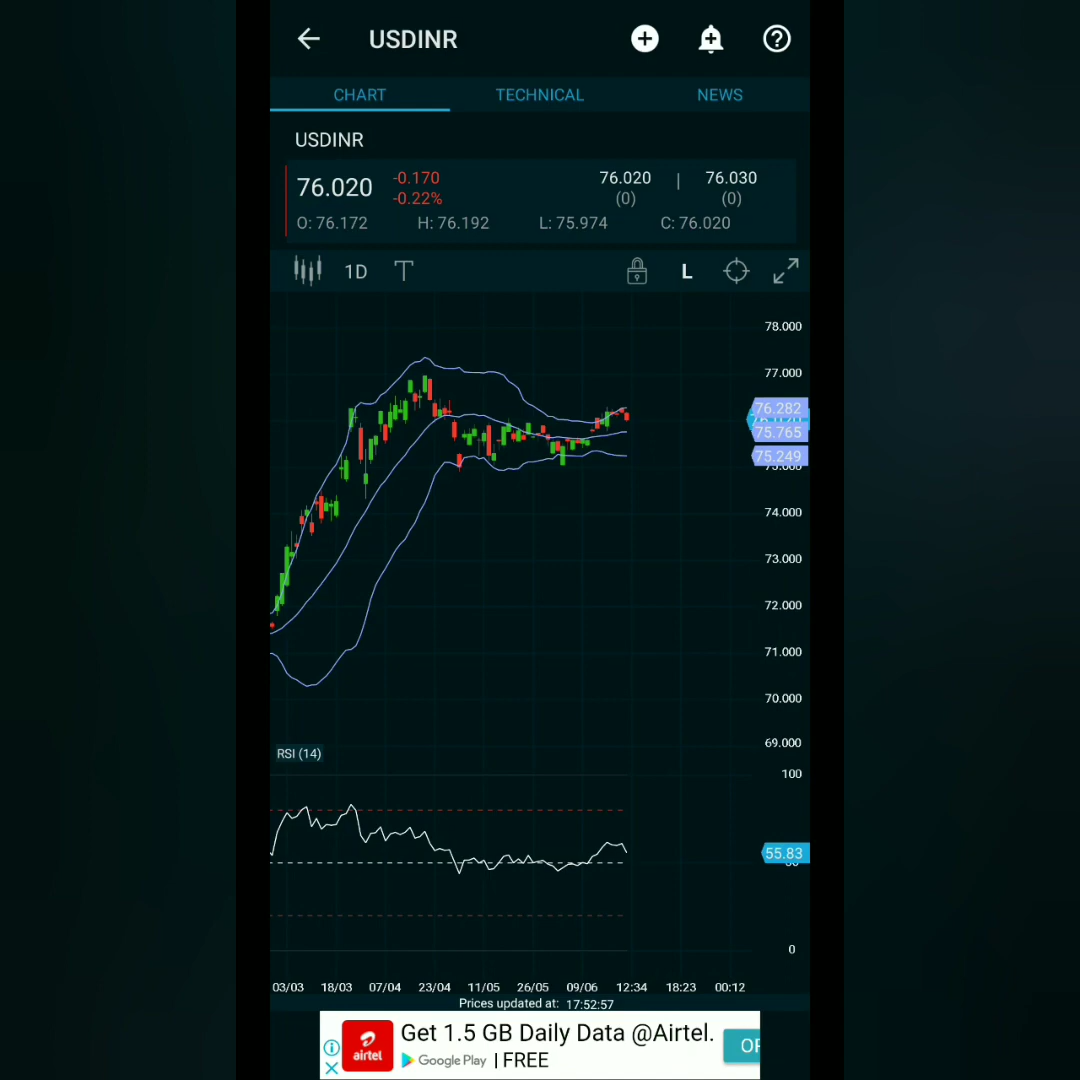 USDINR
CHART TECHNICAL NEWS
USDINR
76.020 -0.170 76.020 | 76.030
-0.22% (0) (0)
O: 76.172 H: 76.192 L: 75.974 C: 76.020
1D T L
78.000
77.000
76.282
75.765
75.249
74.000
73.000
72.000
71.000
70.000
69.000
RSI (14)
100
55.83
0
03/03 18/03 07/04 23/04 11/05 26/05 09/06 12:34 18:23 00:12
Prices updated at: 17:52:57
Get 1.5 GB Daily Data @Airtel.
airtel
Google Play | FREE